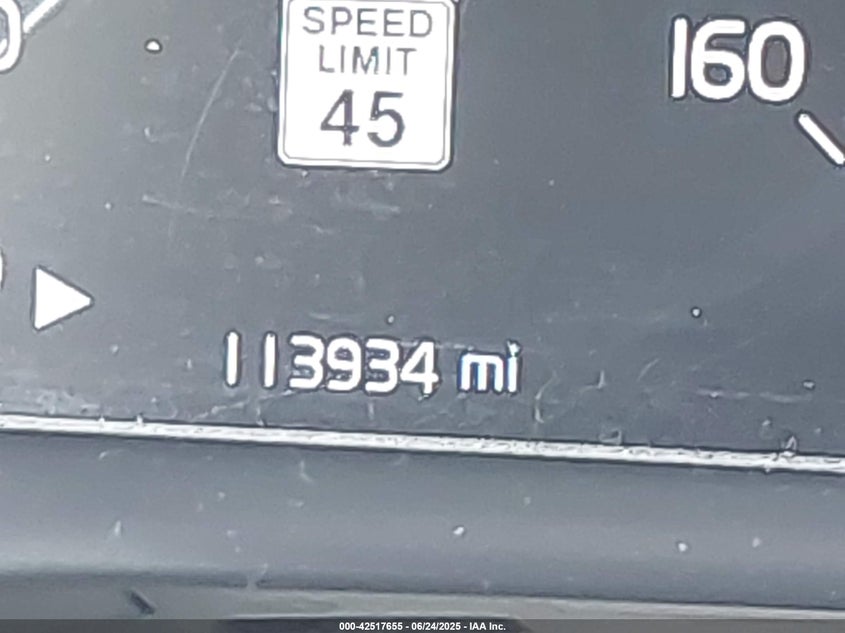 SPEED
LIMIT
45
160
113934 mi
000-42517655 - 06/24/2025 - IAA Inc.